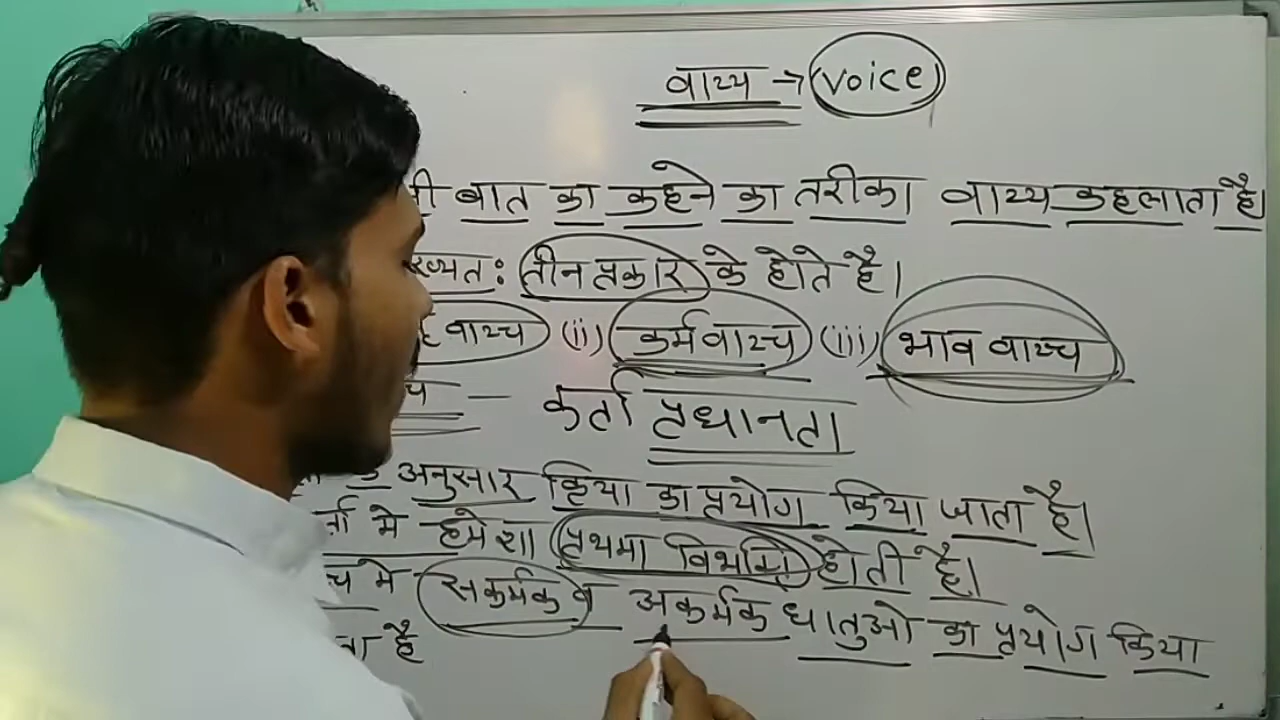 वाच्य → voice
बात का कहने का तरीका वाच्य कहलाता है।
तीन प्रकार के होते है।
वाच्य (ii) कर्मवाच्य (iii) भाव वाच्य
— कर्ता प्रधानता
अनुसार क्रिया का प्रयोग किया जाता है।
मे हमेशा प्रथमा विभक्ति होती है।
मे सकर्मक व अकर्मक धातुओ का प्रयोग किया
है